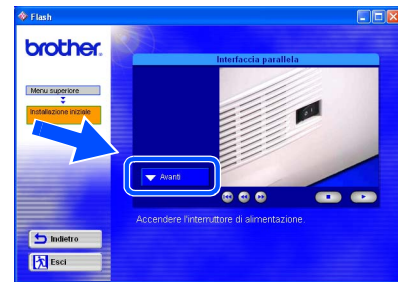 Flash
brother.
Interfaccia parallela
Menu superiore
Installazione iniziale
Avanti
Accendere l'interruttore di alimentazione.
Indietro
Esci